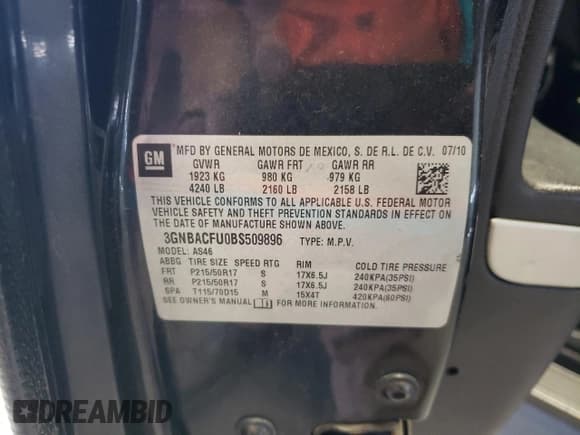 GM
MFD BY GENERAL MOTORS DE MEXICO, S. DE R.L. DE C.V. 07/10
GVWR GAWR FRT GAWR RR
1923 KG 980 KG 979 KG
4240 LB 2160 LB 2158 LB
THIS VEHICLE CONFORMS TO ALL APPLICABLE U.S. FEDERAL MOTOR
VEHICLE SAFETY AND THEFT PREVENTION STANDARDS IN EFFECT ON
THE DATE OF MANUFACTURE SHOWN ABOVE.
3GNBACFU0BS509896 TYPE: M.P.V.
MODEL: AS46
ABBG TIRE SIZE SPEED RTG RIM COLD TIRE PRESSURE
FRT P215/50R17 S 17X6.5J 240KPA(35PSI)
RR P215/50R17 S 17X6.5J 240KPA(35PSI)
SPA T115/70D15 M 15X4T 420KPA(60PSI)
SEE OWNER'S MANUAL FOR MORE INFORMATION.
DREAMBID